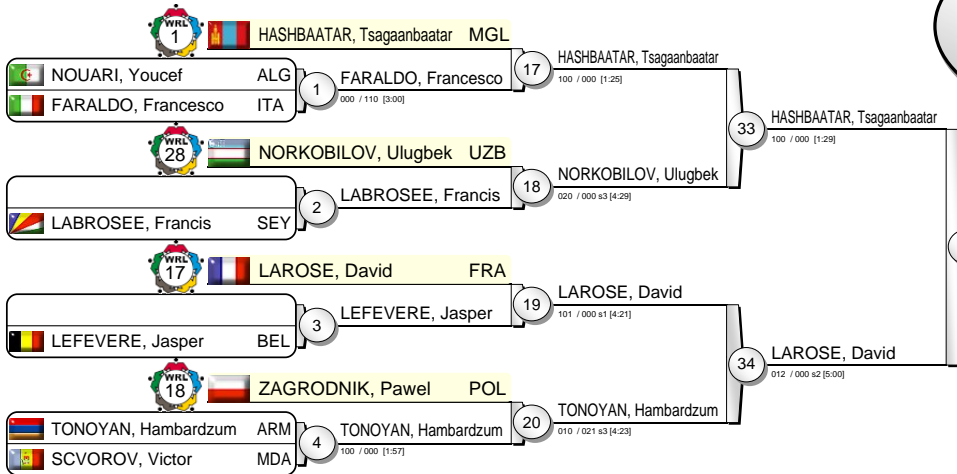 WRL
1
HASHBAATAR, Tsagaanbaatar MGL
NOUARI, Youcef ALG
FARALDO, Francesco ITA
1
FARALDO, Francesco
000 / 110 [3:00]
17
HASHBAATAR, Tsagaanbaatar
100 / 000 [1:25]
WRL
28
NORKOBILOV, Ulugbek UZB
LABROSEE, Francis SEY
2
LABROSEE, Francis
18
NORKOBILOV, Ulugbek
020 / 000 s3 [4:29]
33
HASHBAATAR, Tsagaanbaatar
100 / 000 [1:29]
WRL
17
LAROSE, David FRA
LEFEVERE, Jasper BEL
3
LEFEVERE, Jasper
19
LAROSE, David
101 / 000 s1 [4:21]
WRL
18
ZAGRODNIK, Pawel POL
TONOYAN, Hambardzum ARM
SCVOROV, Victor MDA
4
TONOYAN, Hambardzum
100 / 000 [1:57]
20
TONOYAN, Hambardzum
010 / 021 s3 [4:23]
34
LAROSE, David
012 / 000 s2 [5:00]